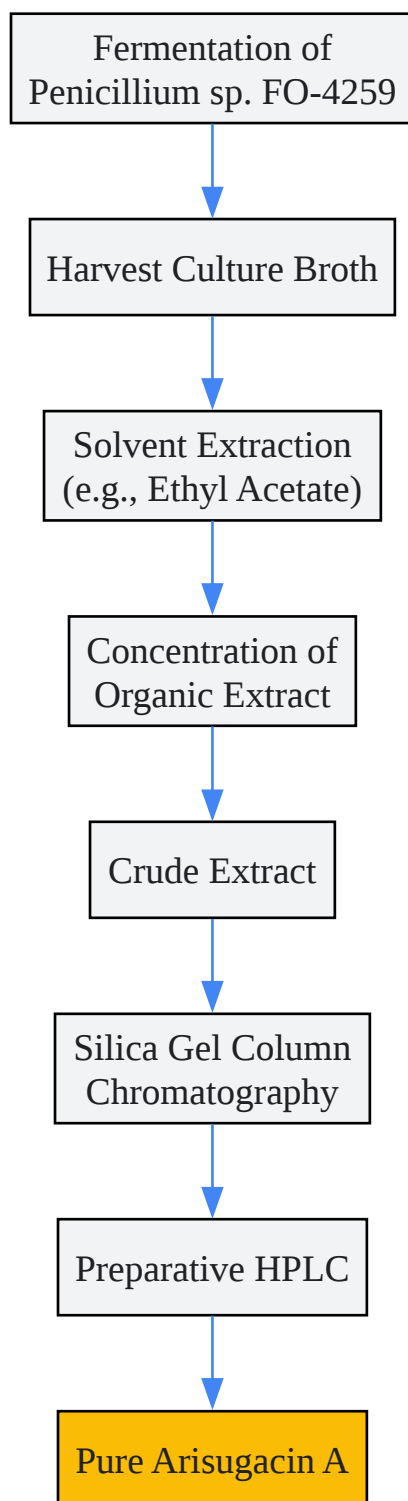 Fermentation of
Penicillium sp. FO-4259
Harvest Culture Broth
Solvent Extraction
(e.g., Ethyl Acetate)
Concentration of
Organic Extract
Crude Extract
Silica Gel Column
Chromatography
Preparative HPLC
Pure Arisugacin A